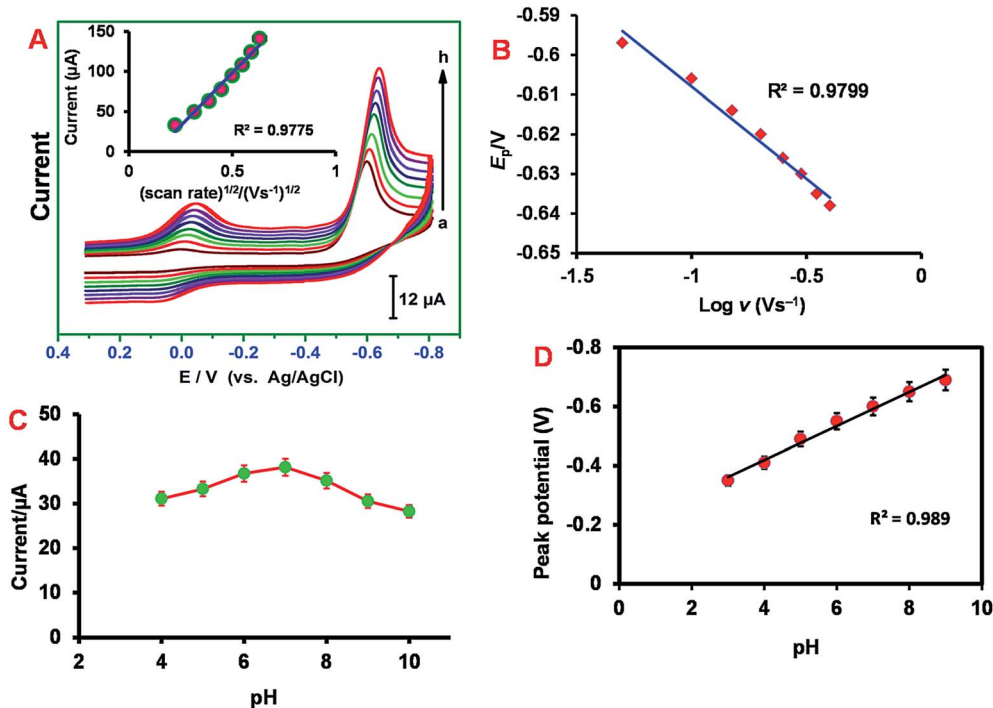 A
150
100
50
0
Current (µA)
R² = 0.9775
0
0.5
1
(scan rate)1/2/(Vs-1)1/2
h
a
12 µA
Current
0.4 0.2 0.0 -0.2 -0.4 -0.6 -0.8
E / V (vs. Ag/AgCl)
B
-0.59
-0.6
-0.61
-0.62
-0.63
-0.64
-0.65
Ep/V
R² = 0.9799
-1.5 -1 -0.5 0
Log v (Vs–1)
C
50
40
30
20
10
0
Current/µA
2 4 6 8 10
pH
D
-0.8
-0.6
-0.4
-0.2
0
Peak potential (V)
R² = 0.989
0 2 4 6 8 10
pH